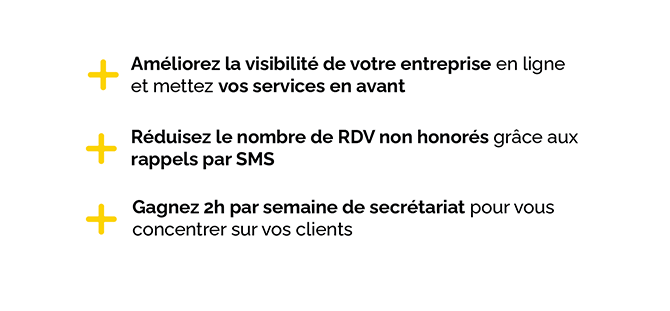 Améliorez la visibilité de votre entreprise en ligne
et mettez vos services en avant
Réduisez le nombre de RDV non honorés grâce aux
rappels par SMS
Gagnez 2h par semaine de secrétariat pour vous
concentrer sur vos clients